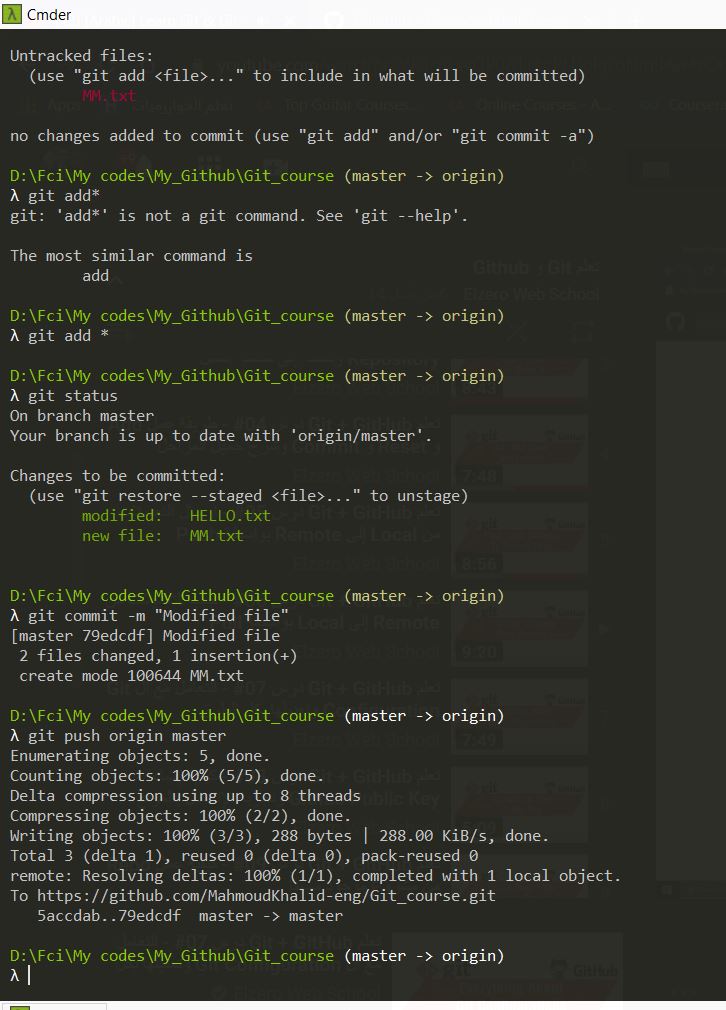 Cmder
Untracked files:
  (use "git add <file>..." to include in what will be committed)
        MM.txt
no changes added to commit (use "git add" and/or "git commit -a")
D:\Fci\My codes\My_Github\Git_course (master -> origin)
λ git add*
git: 'add*' is not a git command. See 'git --help'.
The most similar command is
        add
D:\Fci\My codes\My_Github\Git_course (master -> origin)
λ git add *
D:\Fci\My codes\My_Github\Git_course (master -> origin)
λ git status
On branch master
Your branch is up to date with 'origin/master'.
Changes to be committed:
  (use "git restore --staged <file>..." to unstage)
        modified:   HELLO.txt
        new file:   MM.txt
D:\Fci\My codes\My_Github\Git_course (master -> origin)
λ git commit -m "Modified file"
[master 79edcdf] Modified file
 2 files changed, 1 insertion(+)
 create mode 100644 MM.txt
D:\Fci\My codes\My_Github\Git_course (master -> origin)
λ git push origin master
Enumerating objects: 5, done.
Counting objects: 100% (5/5), done.
Delta compression using up to 8 threads
Compressing objects: 100% (2/2), done.
Writing objects: 100% (3/3), 288 bytes | 288.00 KiB/s, done.
Total 3 (delta 1), reused 0 (delta 0), pack-reused 0
remote: Resolving deltas: 100% (1/1), completed with 1 local object.
To https://github.com/MahmoudKhalid-eng/Git_course.git
   5accdab..79edcdf  master -> master
D:\Fci\My codes\My_Github\Git_course (master -> origin)
λ